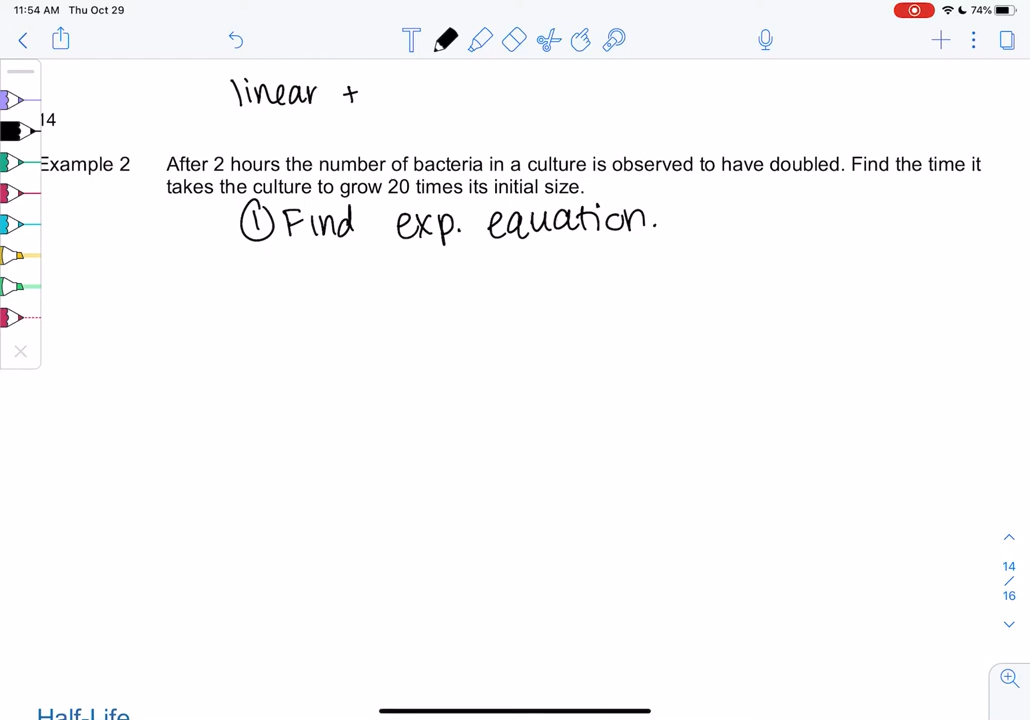 11:54 AM Thu Oct 29
74%
T
linear +
14
Example 2 After 2 hours the number of bacteria in a culture is observed to have doubled. Find the time it
takes the culture to grow 20 times its initial size.
① Find exp. equation.
14
/
16
Half-Life